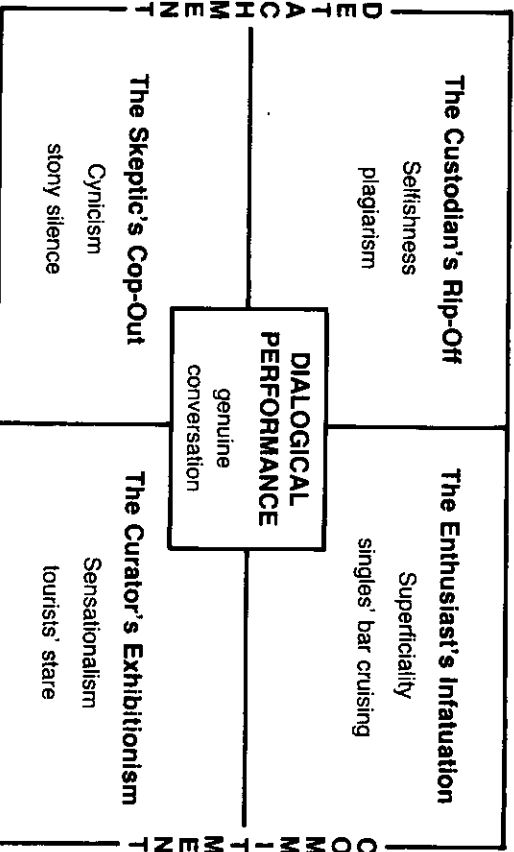 DETACHMENT
The Custodian's Rip-Off
Selfishness
plagiarism
The Enthusiast's Infatuation
Superficiality
singles' bar cruising
DIALOGICAL
PERFORMANCE
genuine
conversation
The Skeptic's Cop-Out
Cynicism
stony silence
The Curator's Exhibitionism
Sensationalism
tourists' stare
COMMITMENT